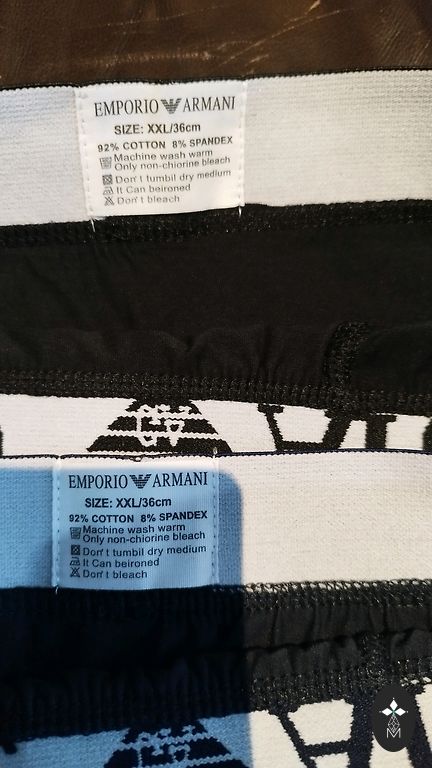 EMPORIO ARMANI
SIZE: XXL/36cm
92% COTTON 8% SPANDEX
Machine wash warm
Only non-chiorine bleach
Don't tumbil dry medium
It Can beironed
Don't bleach
EMPORIO ARMANI
SIZE: XXL/36cm
92% COTTON 8% SPANDEX
Machine wash warm
Only non-chiorine bleach
Don't tumbil dry medium
It Can beironed
Don't bleach